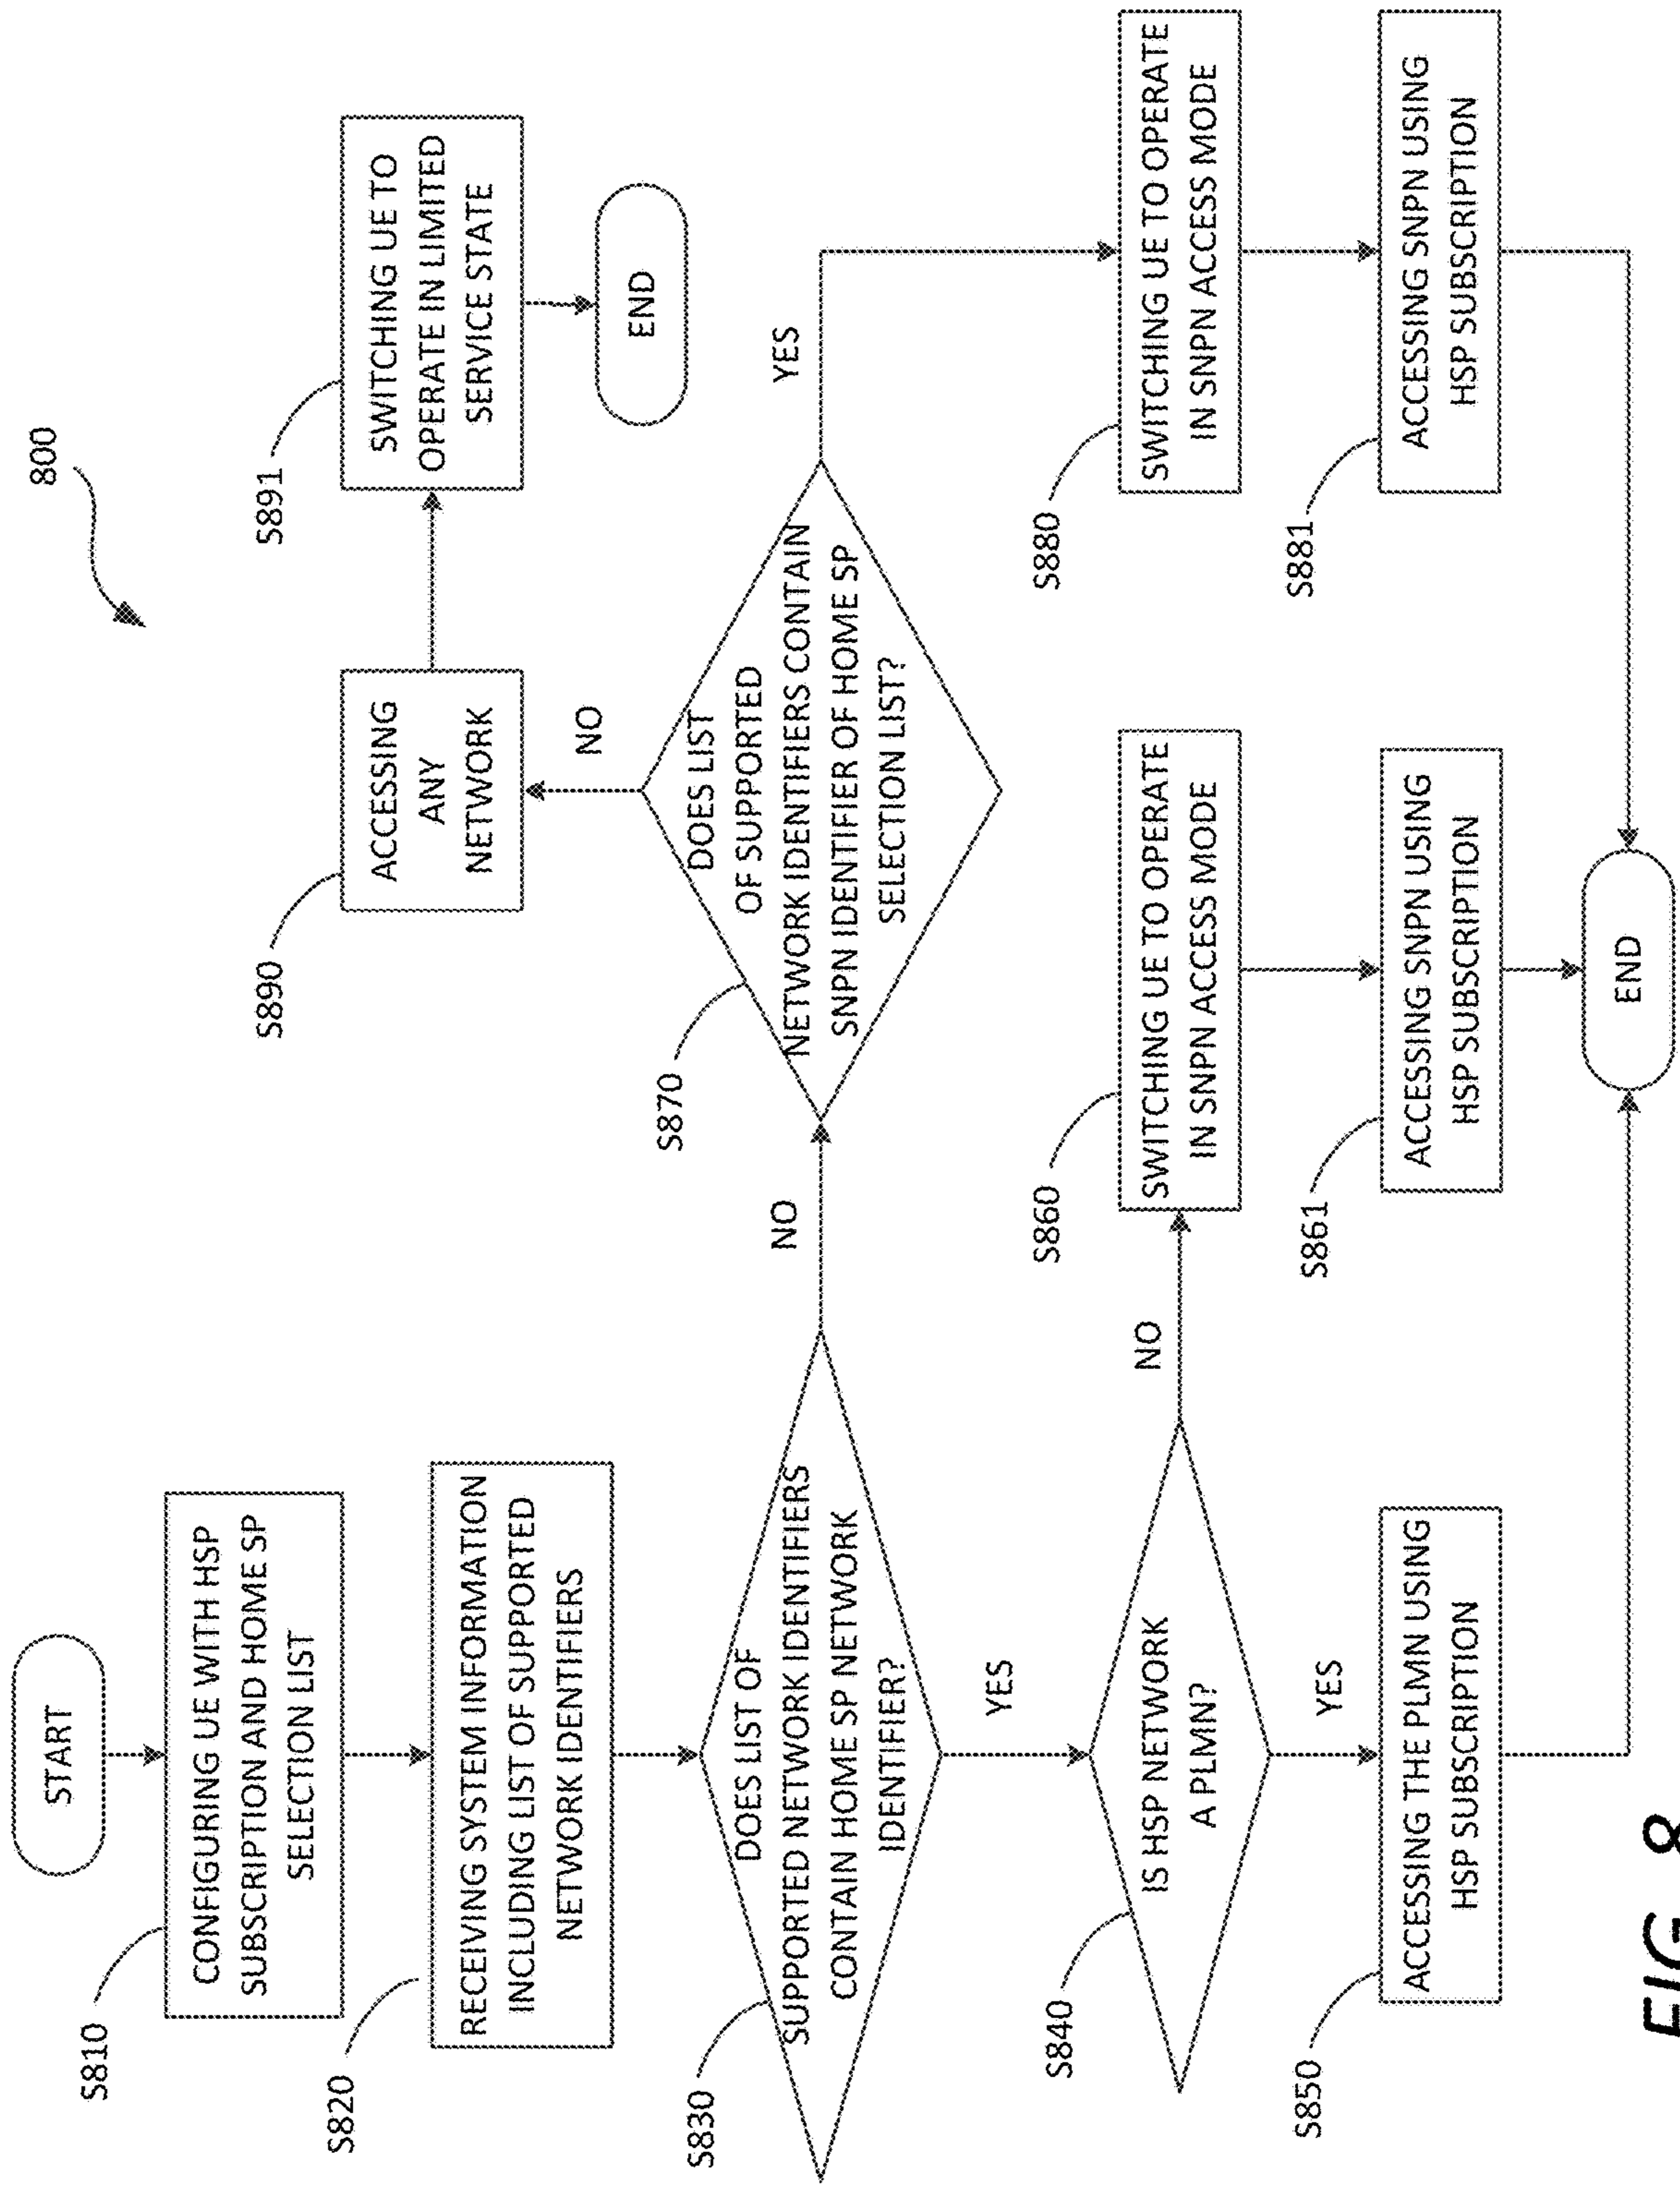 800
START
S810
CONFIGURING UE WITH HSP
SUBSCRIPTION AND HOME SP
SELECTION LIST
S820
RECEIVING SYSTEM INFORMATION
INCLUDING LIST OF SUPPORTED
NETWORK IDENTIFIERS
S830
DOES LIST OF
SUPPORTED NETWORK IDENTIFIERS
CONTAIN HOME SP NETWORK
IDENTIFIER?
NO
YES
S840
IS HSP NETWORK
A PLMN?
NO
YES
S850
ACCESSING THE PLMN USING
HSP SUBSCRIPTION
S860
SWITCHING UE TO OPERATE
IN SNPN ACCESS MODE
S861
ACCESSING SNPN USING
HSP SUBSCRIPTION
END
S870
DOES LIST
OF SUPPORTED
NETWORK IDENTIFIERS CONTAIN
SNPN IDENTIFIER OF HOME SP
SELECTION LIST?
NO
YES
S880
SWITCHING UE TO OPERATE
IN SNPN ACCESS MODE
S881
ACCESSING SNPN USING
HSP SUBSCRIPTION
S890
ACCESSING
ANY
NETWORK
S891
SWITCHING UE TO
OPERATE IN LIMITED
SERVICE STATE
END
FIG. 8